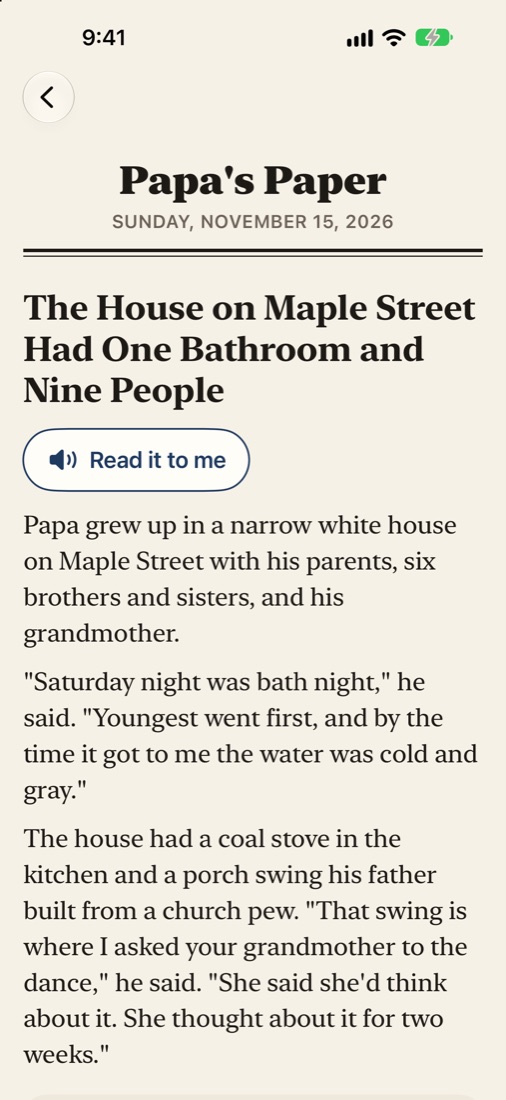 9:41
Papa's Paper
SUNDAY, NOVEMBER 15, 2026
The House on Maple Street
Had One Bathroom and
Nine People
Read it to me
Papa grew up in a narrow white house
on Maple Street with his parents, six
brothers and sisters, and his
grandmother.
"Saturday night was bath night," he
said. "Youngest went first, and by the
time it got to me the water was cold and
gray."
The house had a coal stove in the
kitchen and a porch swing his father
built from a church pew. "That swing is
where I asked your grandmother to the
dance," he said. "She said she'd think
about it. She thought about it for two
weeks."